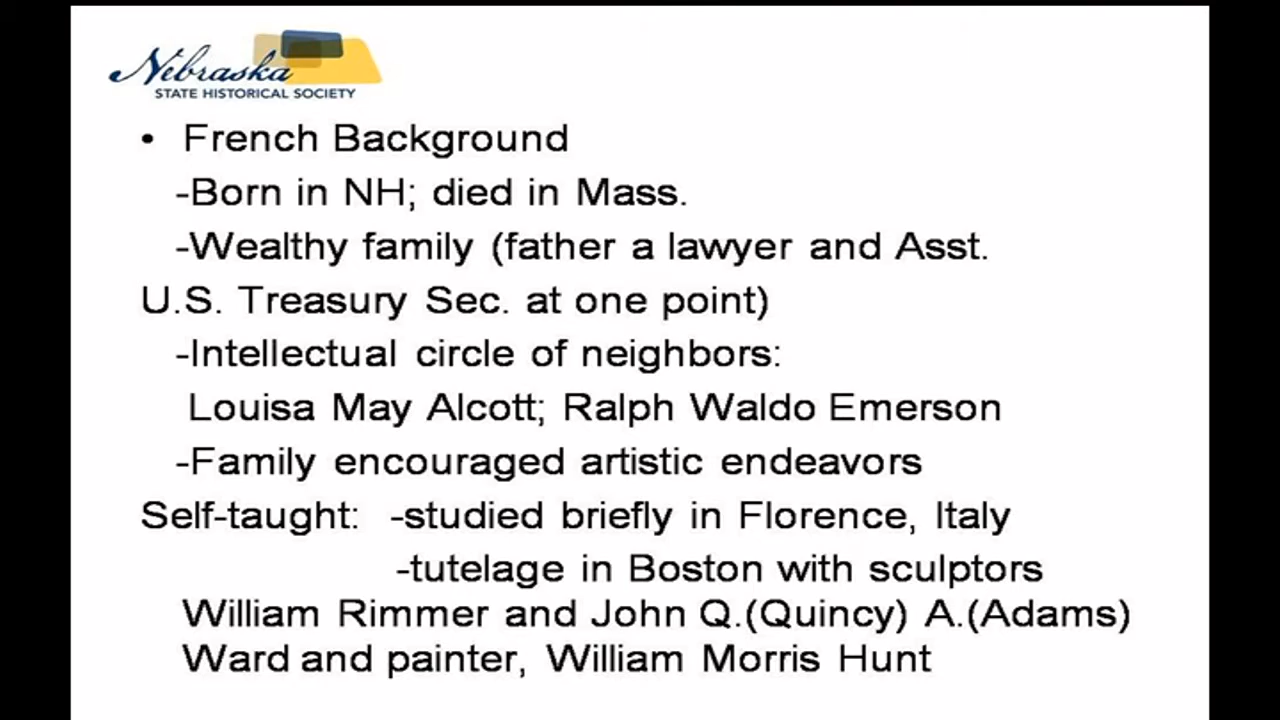 Nebraska
STATE HISTORICAL SOCIETY
• French Background
-Born in NH; died in Mass.
-Wealthy family (father a lawyer and Asst.
U.S. Treasury Sec. at one point)
-Intellectual circle of neighbors:
Louisa May Alcott; Ralph Waldo Emerson
-Family encouraged artistic endeavors
Self-taught: -studied briefly in Florence, Italy
-tutelage in Boston with sculptors
William Rimmer and John Q.(Quincy) A.(Adams)
Ward and painter, William Morris Hunt